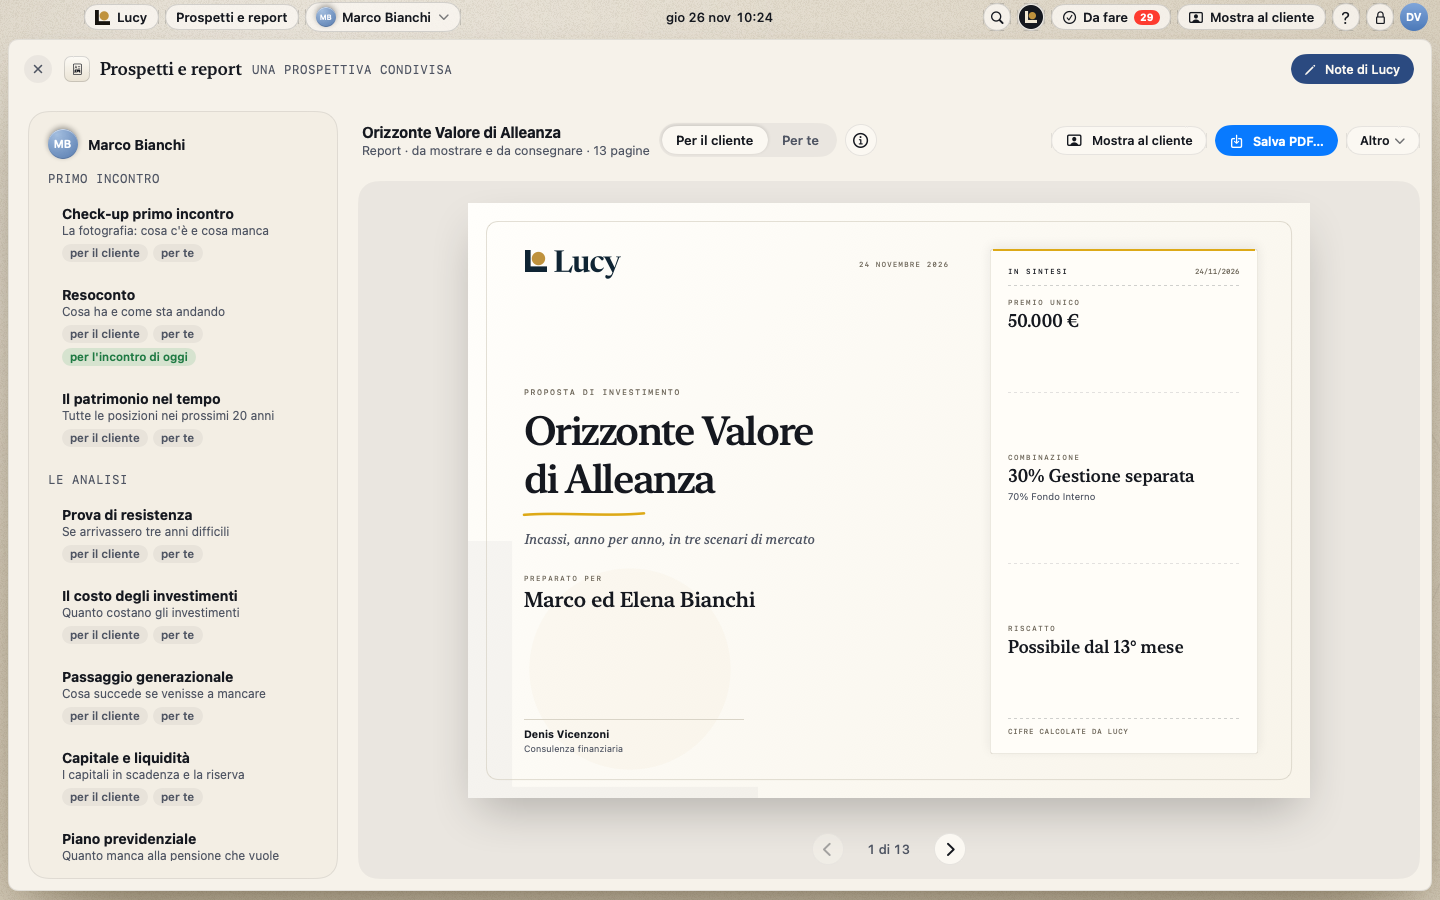 Lucy
Prospetti e report
MB Marco Bianchi
gio 26 nov 10:24
Da fare 29
Mostra al cliente
?
DV
Prospetti e report UNA PROSPETTIVA CONDIVISA
Note di Lucy
MB Marco Bianchi
PRIMO INCONTRO
Check-up primo incontro
La fotografia: cosa c'è e cosa manca
per il cliente per te
Resoconto
Cosa ha e come sta andando
per il cliente per te
per l'incontro di oggi
Il patrimonio nel tempo
Tutte le posizioni nei prossimi 20 anni
per il cliente per te
LE ANALISI
Prova di resistenza
Se arrivassero tre anni difficili
per il cliente per te
Il costo degli investimenti
Quanto costano gli investimenti
per il cliente per te
Passaggio generazionale
Cosa succede se venisse a mancare
per il cliente per te
Capitale e liquidità
I capitali in scadenza e la riserva
per il cliente per te
Piano previdenziale
Quanto manca alla pensione che vuole
Orizzonte Valore di Alleanza
Report · da mostrare e da consegnare · 13 pagine
Per il cliente Per te
Mostra al cliente
Salva PDF...
Altro
Lucy
24 NOVEMBRE 2026
PROPOSTA DI INVESTIMENTO
Orizzonte Valore
di Alleanza
Incassi, anno per anno, in tre scenari di mercato
PREPARATO PER
Marco ed Elena Bianchi
Denis Vicenzoni
Consulenza finanziaria
IN SINTESI 24/11/2026
PREMIO UNICO
50.000 €
COMBINAZIONE
30% Gestione separata
70% Fondo Interno
RISCATTO
Possibile dal 13° mese
CIFRE CALCOLATE DA LUCY
1 di 13